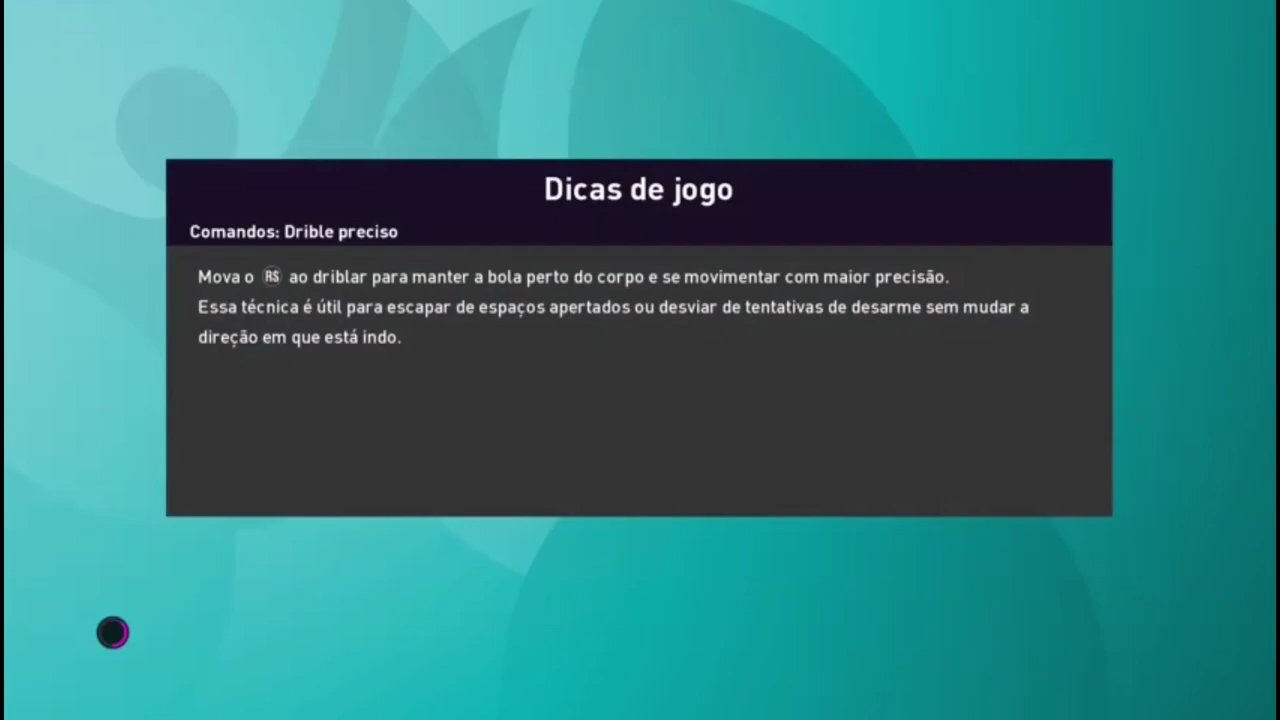 Dicas de jogo
Comandos: Drible preciso
Mova o RS ao driblar para manter a bola perto do corpo e se movimentar com maior precisão.
Essa técnica é útil para escapar de espaços apertados ou desviar de tentativas de desarme sem mudar a
direção em que está indo.